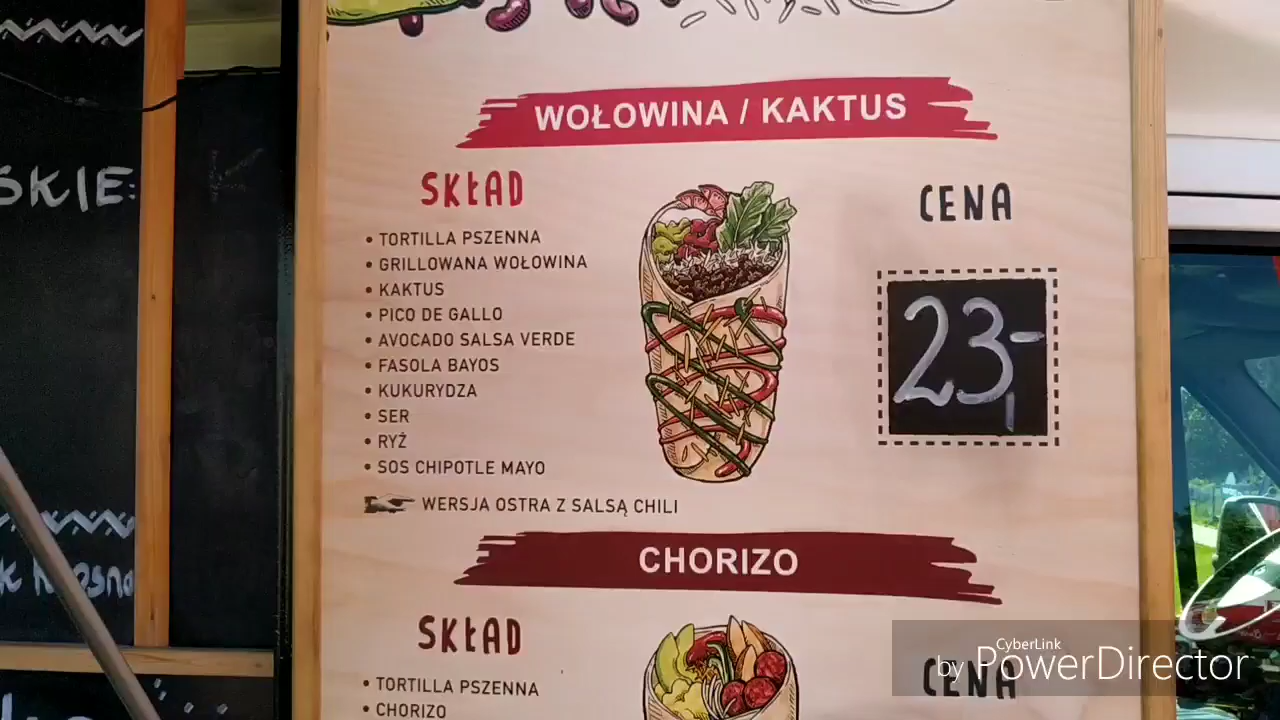 SKIE:
WOŁOWINA / KAKTUS
SKŁAD
• TORTILLA PSZENNA
• GRILLOWANA WOŁOWINA
• KAKTUS
• PICO DE GALLO
• AVOCADO SALSA VERDE
• FASOLA BAYOS
• KUKURYDZA
• SER
• RYŻ
• SOS CHIPOTLE MAYO
WERSJA OSTRA Z SALSĄ CHILI
CENA
23,-
CHORIZO
SKŁAD
• TORTILLA PSZENNA
• CHORIZO
CENA
CyberLink
by PowerDirector